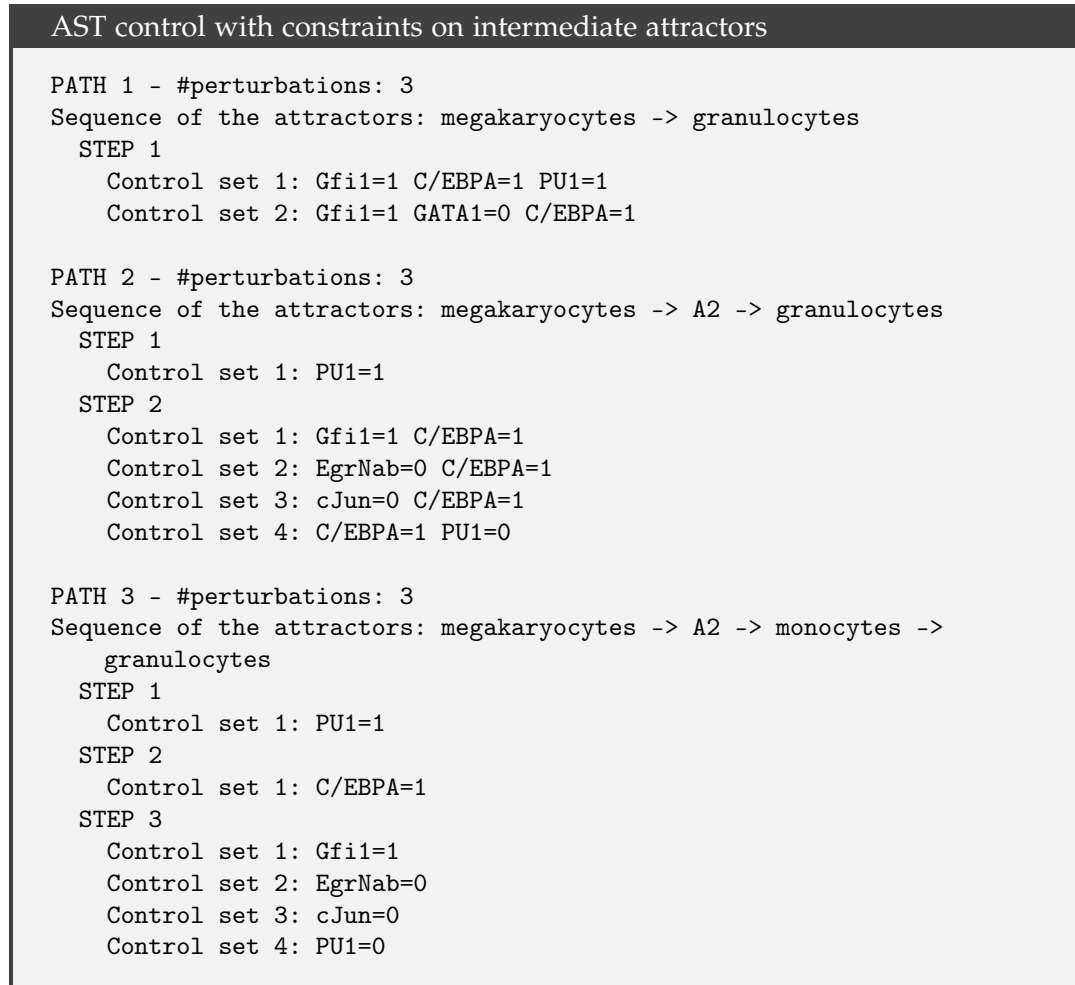 AST control with constraints on intermediate attractors
PATH 1 - #perturbations: 3
Sequence of the attractors: megakaryocytes -> granulocytes
STEP 1
Control set 1: Gfi1=1 C/EBPA=1 PU1=1
Control set 2: Gfi1=1 GATA1=0 C/EBPA=1
PATH 2 - #perturbations: 3
Sequence of the attractors: megakaryocytes -> A2 -> granulocytes
STEP 1
Control set 1: PU1=1
STEP 2
Control set 1: Gfi1=1 C/EBPA=1
Control set 2: EgrNab=0 C/EBPA=1
Control set 3: cJun=0 C/EBPA=1
Control set 4: C/EBPA=1 PU1=0
PATH 3 - #perturbations: 3
Sequence of the attractors: megakaryocytes -> A2 -> monocytes ->
granulocytes
STEP 1
Control set 1: PU1=1
STEP 2
Control set 1: C/EBPA=1
STEP 3
Control set 1: Gfi1=1
Control set 2: EgrNab=0
Control set 3: cJun=0
Control set 4: PU1=0